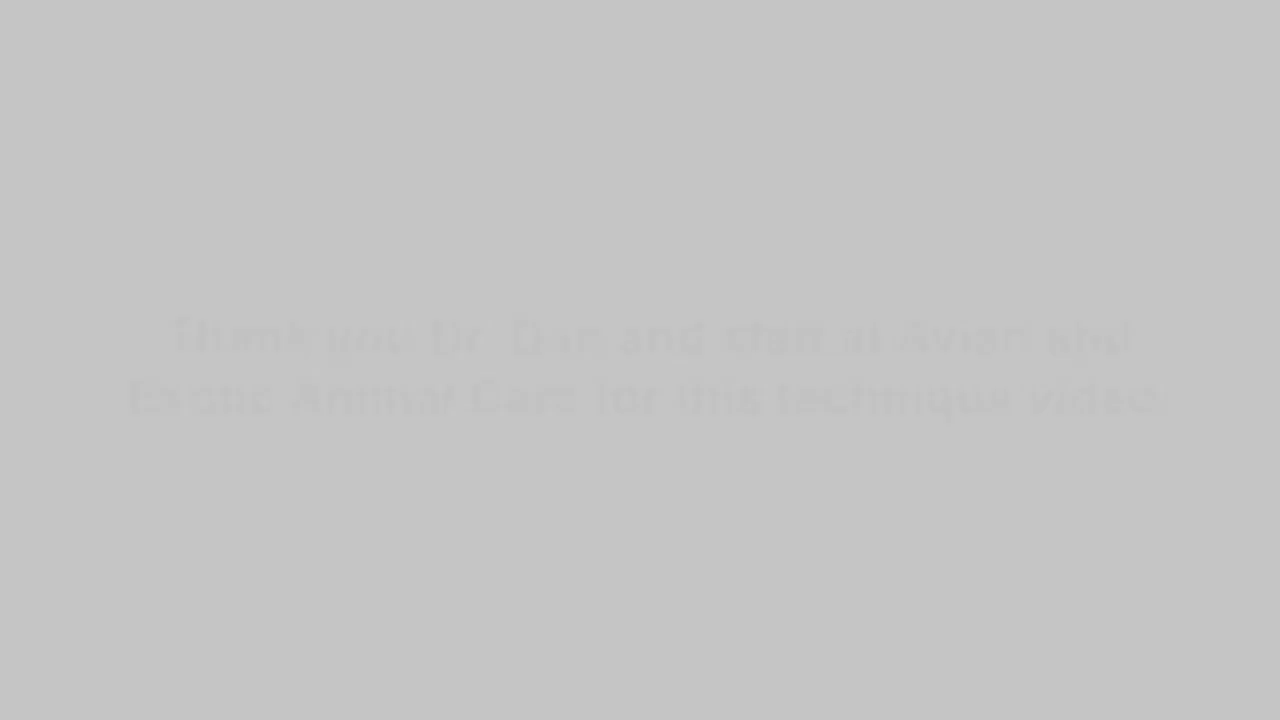 Thank you Dr. Dan and staff at Avian and
Exotic Animal Care for this technique video.